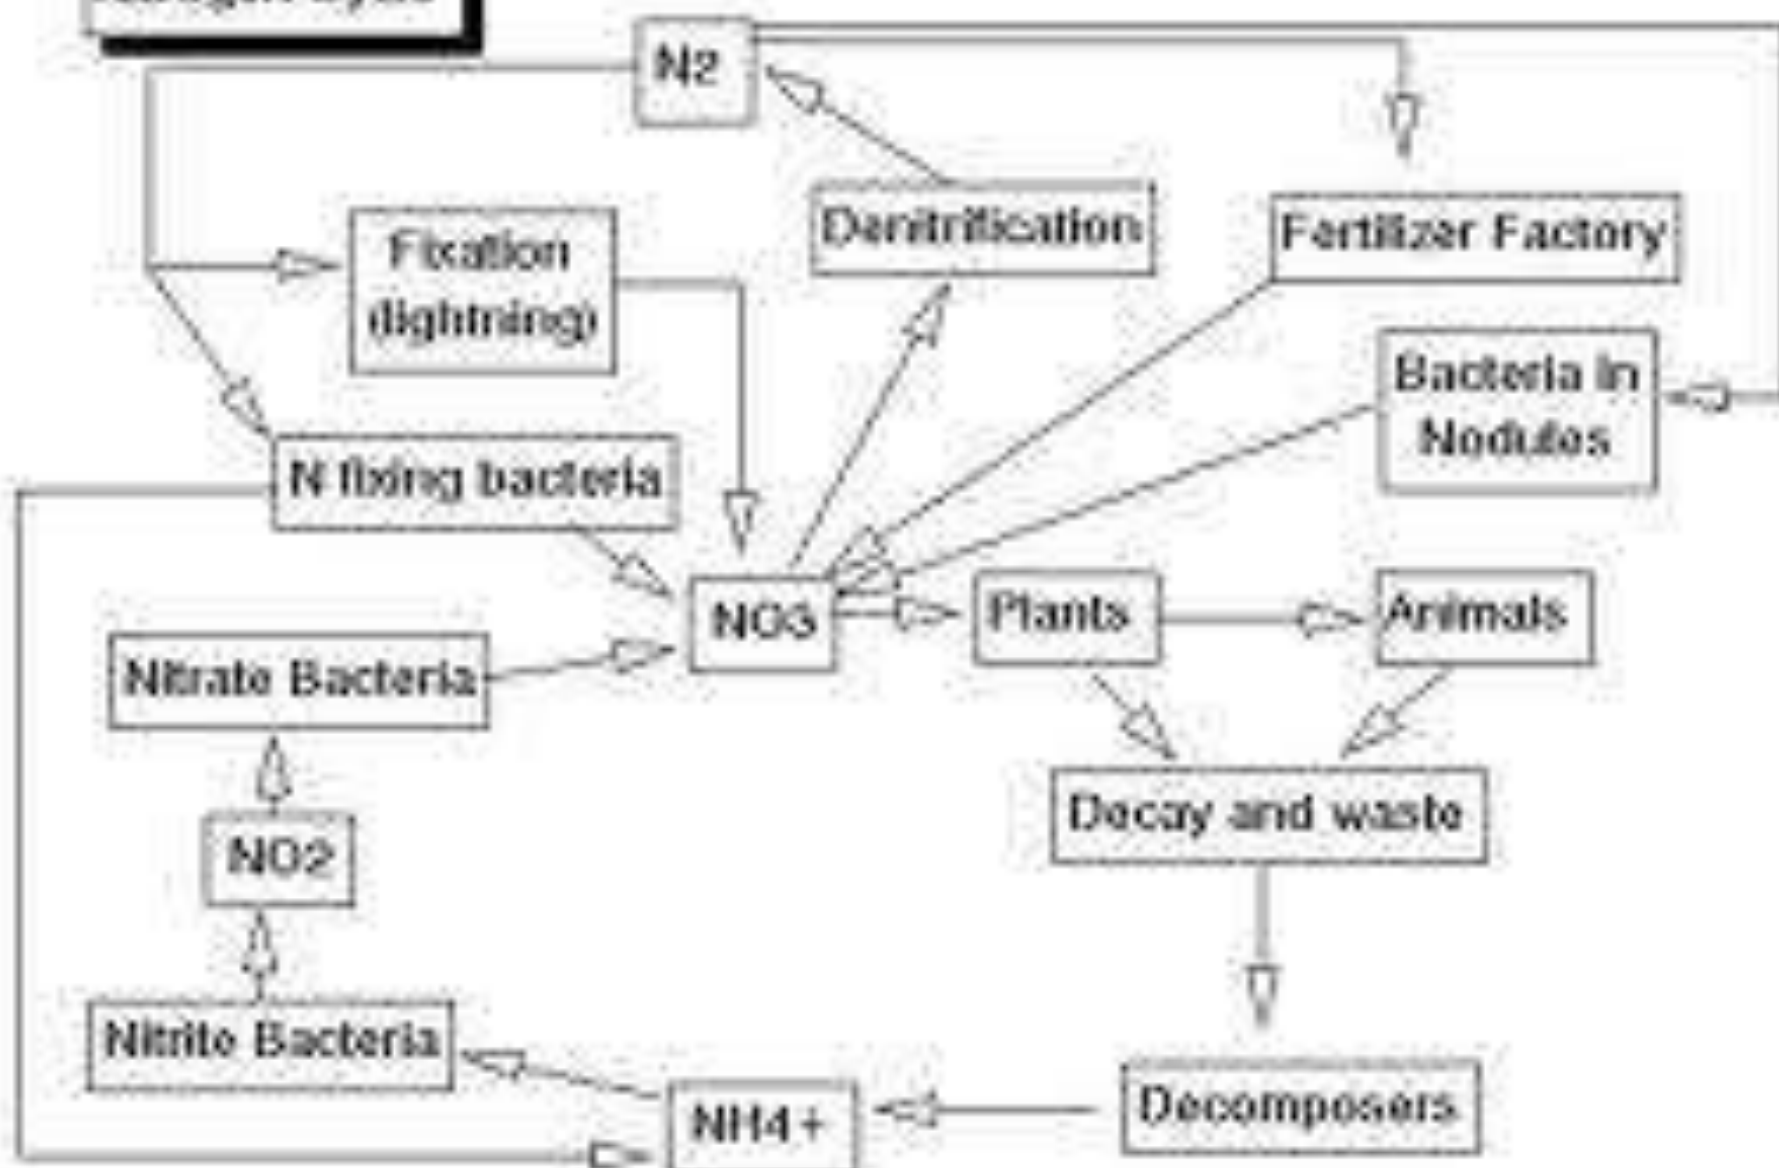 N2
Denitrification
Fertilizer Factory
Fixation
(lightning)
Bacteria in
Nodules
N fixing bacteria
NO3
Plants
Animals
Nitrate Bacteria
Decay and waste
NO2
Nitrite Bacteria
Decomposers
NH4+